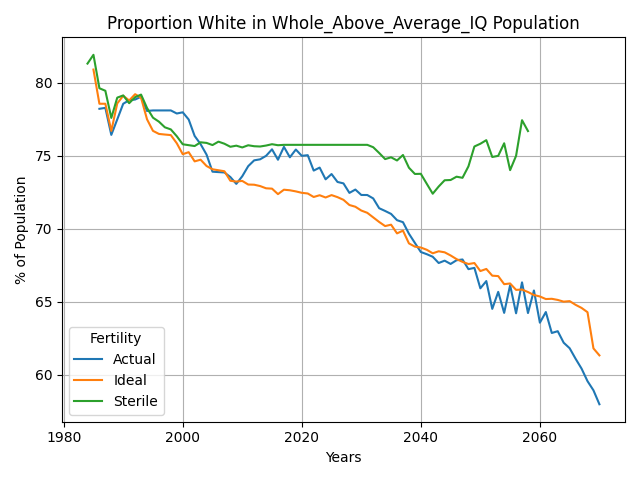 Proportion White in Whole_Above_Average_IQ Population
% of Population
80
75
70
65
60
Fertility
Actual
Ideal
Sterile
1980
2000
2020
2040
2060
Years